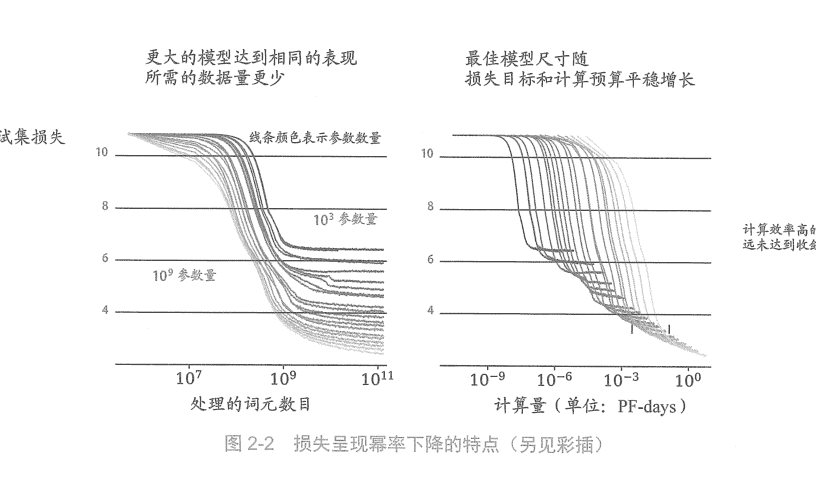 更大的模型达到相同的表现
所需的数据量更少
最佳模型尺寸随
损失目标和计算预算平稳增长
试集损失
线条颜色表示参数数量
10
8
6
4
10³ 参数量
10⁹ 参数量
10⁷ 10⁹ 10¹¹
处理的词元数目
10
8
6
4
计算效率高的
远未达到收敛
10⁻⁹ 10⁻⁶ 10⁻³ 10⁰
计算量（单位：PF-days）
图 2-2 损失呈现幂率下降的特点（另见彩插）